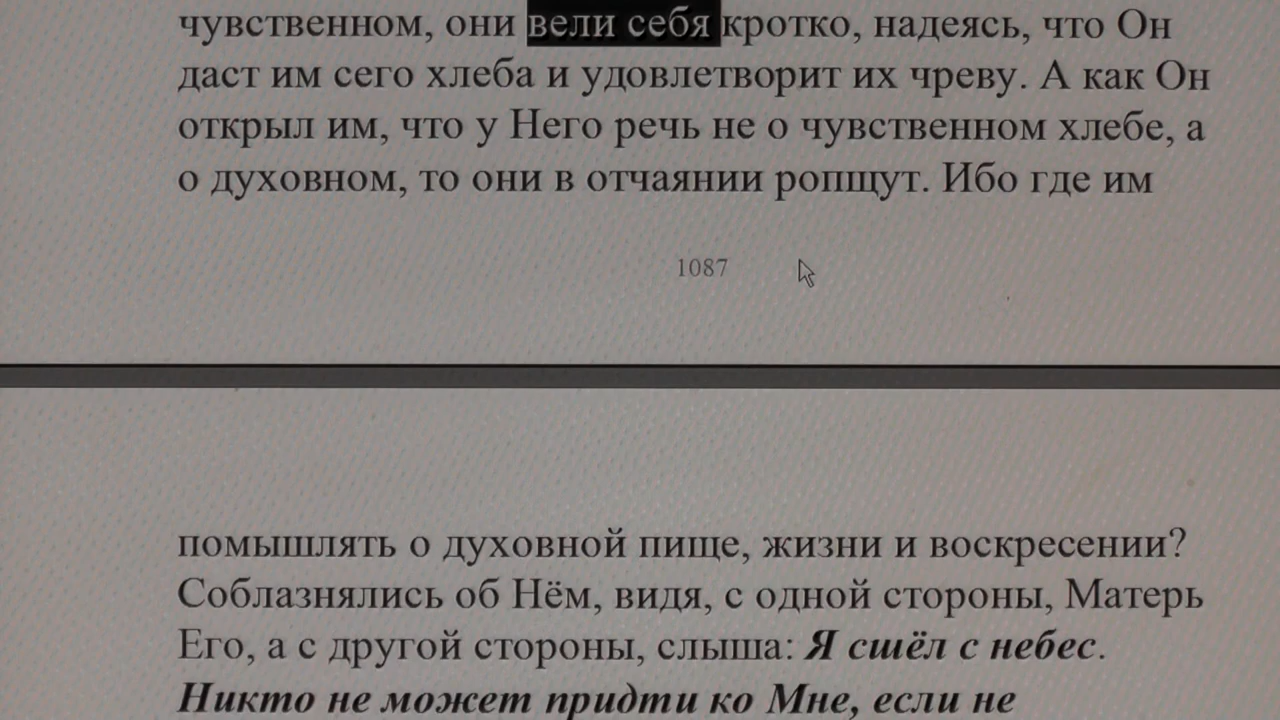 чувственном, они вели себя кротко, надеясь, что Он
даст им сего хлеба и удовлетворит их чреву. А как Он
открыл им, что у Него речь не о чувственном хлебе, а
о духовном, то они в отчаянии ропщут. Ибо где им
1087
помышлять о духовной пище, жизни и воскресении?
Соблазнялись об Нём, видя, с одной стороны, Матерь
Его, а с другой стороны, слыша: Я сшёл с небес.
Никто не может придти ко Мне, если не